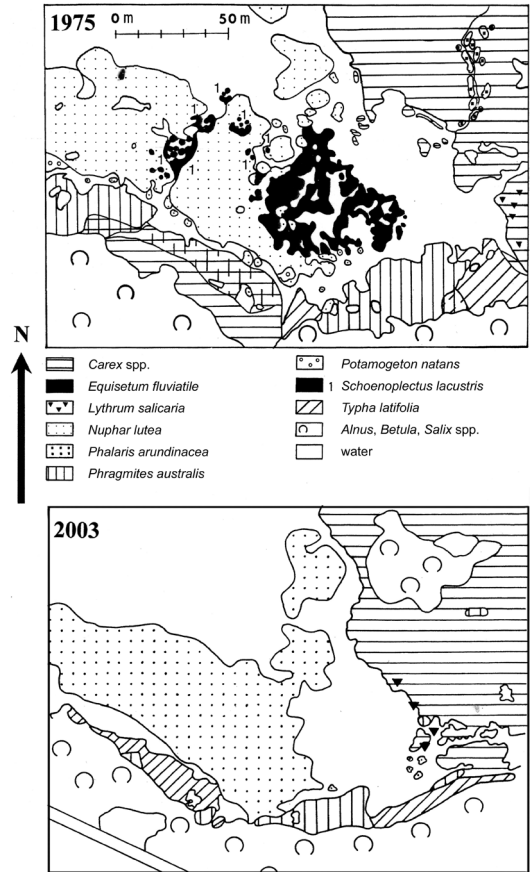 1975
0 m 50 m
1
1
1
1
N
Carex spp.
Equisetum fluviatile
Lythrum salicaria
Nuphar lutea
Phalaris arundinacea
Phragmites australis
Potamogeton natans
1 Schoenoplectus lacustris
Typha latifolia
Alnus, Betula, Salix spp.
water
2003